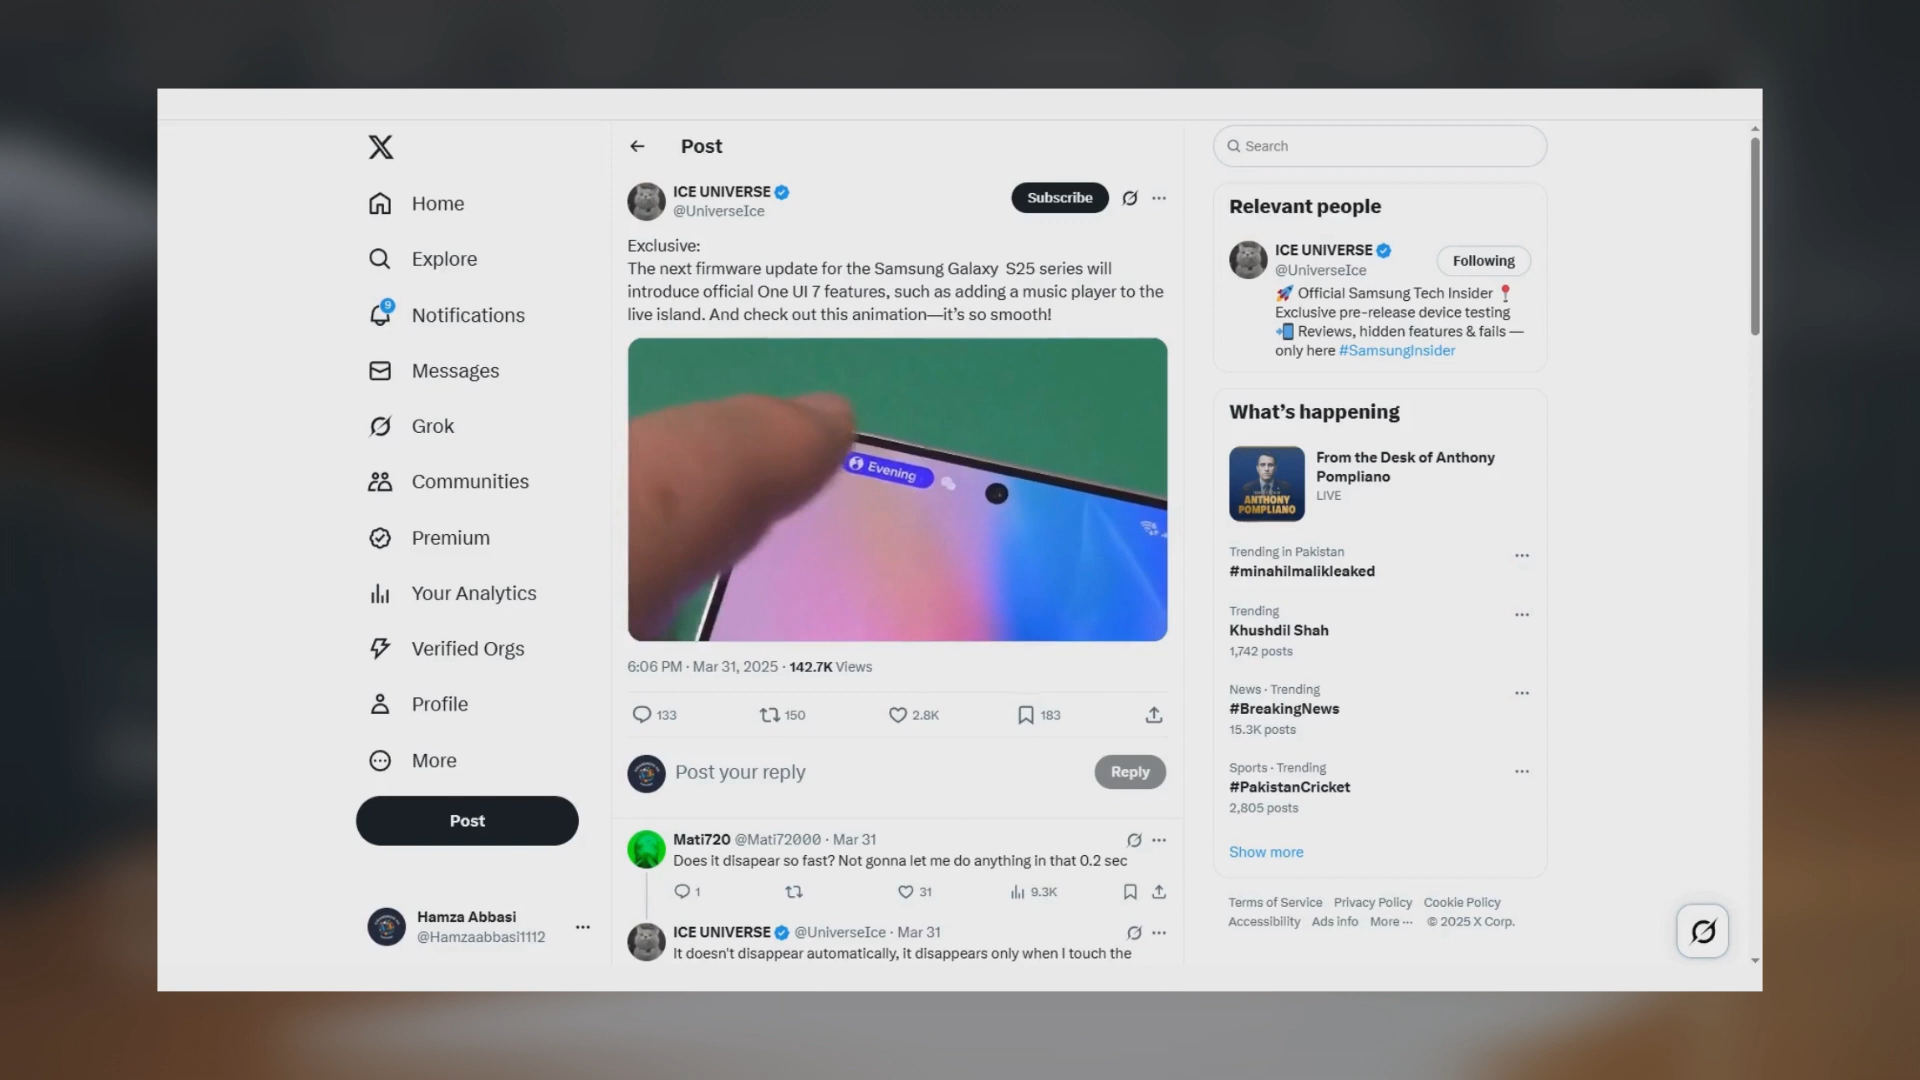 Home
Explore
9
Notifications
Messages
Grok
Communities
Premium
Your Analytics
Verified Orgs
Profile
More
Post
Hamza Abbasi
@Hamzaabbasi1112
Post
ICE UNIVERSE
@UniverseIce
Subscribe
Exclusive:
The next firmware update for the Samsung Galaxy S25 series will
introduce official One UI 7 features, such as adding a music player to the
live island. And check out this animation—it's so smooth!
Evening
6:06 PM · Mar 31, 2025 · 142.7K Views
133
150
2.8K
183
Post your reply
Reply
Mati720 @Mati72000 · Mar 31
Does it disapear so fast? Not gonna let me do anything in that 0.2 sec
1
31
9.3K
ICE UNIVERSE @UniverseIce · Mar 31
It doesn't disappear automatically, it disappears only when I touch the
Search
Relevant people
ICE UNIVERSE
@UniverseIce
Following
Official Samsung Tech Insider
Exclusive pre-release device testing
Reviews, hidden features & fails —
only here #SamsungInsider
What's happening
ANTHONY
POMPLIANO
From the Desk of Anthony
Pompliano
LIVE
Trending in Pakistan
#minahilmalikleaked
Trending
Khushdil Shah
1,742 posts
News · Trending
#BreakingNews
15.3K posts
Sports · Trending
#PakistanCricket
2,805 posts
Show more
Terms of Service Privacy Policy Cookie Policy
Accessibility Ads info More ··· © 2025 X Corp.